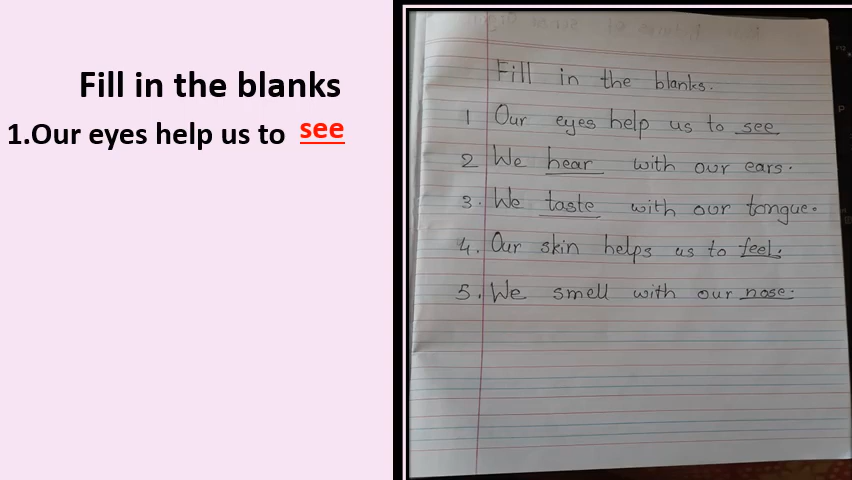 Fill in the blanks
1.Our eyes help us to see
Fill in the blanks.
1 Our eyes help us to see
2 We hear with our ears.
3. We taste with our tongue.
4. Our skin helps us to feel.
5. We smell with our nose.